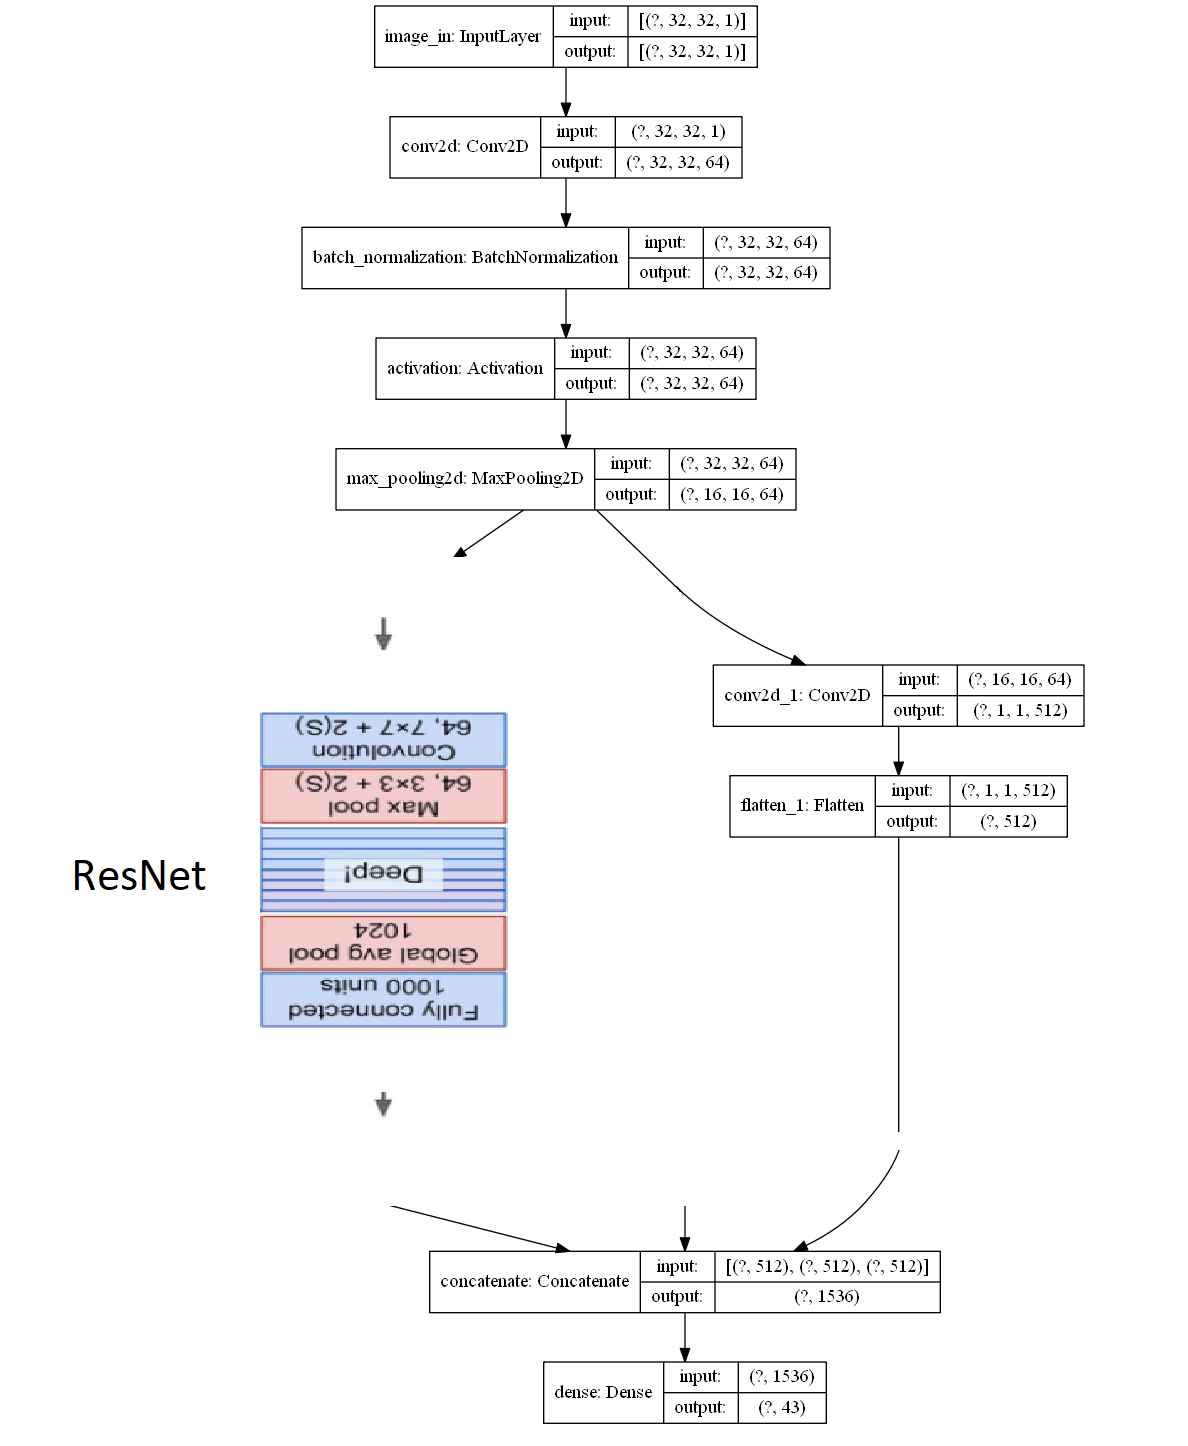 image_in: InputLayer
input:
[(?, 32, 32, 1)]
output:
[(?, 32, 32, 1)]
conv2d: Conv2D
input:
(?, 32, 32, 1)
output:
(?, 32, 32, 64)
batch_normalization: BatchNormalization
input:
(?, 32, 32, 64)
output:
(?, 32, 32, 64)
activation: Activation
input:
(?, 32, 32, 64)
output:
(?, 32, 32, 64)
max_pooling2d: MaxPooling2D
input:
(?, 32, 32, 64)
output:
(?, 16, 16, 64)
conv2d_1: Conv2D
input:
(?, 16, 16, 64)
output:
(?, 1, 1, 512)
flatten_1: Flatten
input:
(?, 1, 1, 512)
output:
(?, 512)
ResNet
Convolution
64, 7×7 + 2(S)
Max pool
64, 3×3 + 2(S)
Deep!
Global avg pool
1024
Fully connected
1000 units
concatenate: Concatenate
input:
[(?, 512), (?, 512), (?, 512)]
output:
(?, 1536)
dense: Dense
input:
(?, 1536)
output:
(?, 43)